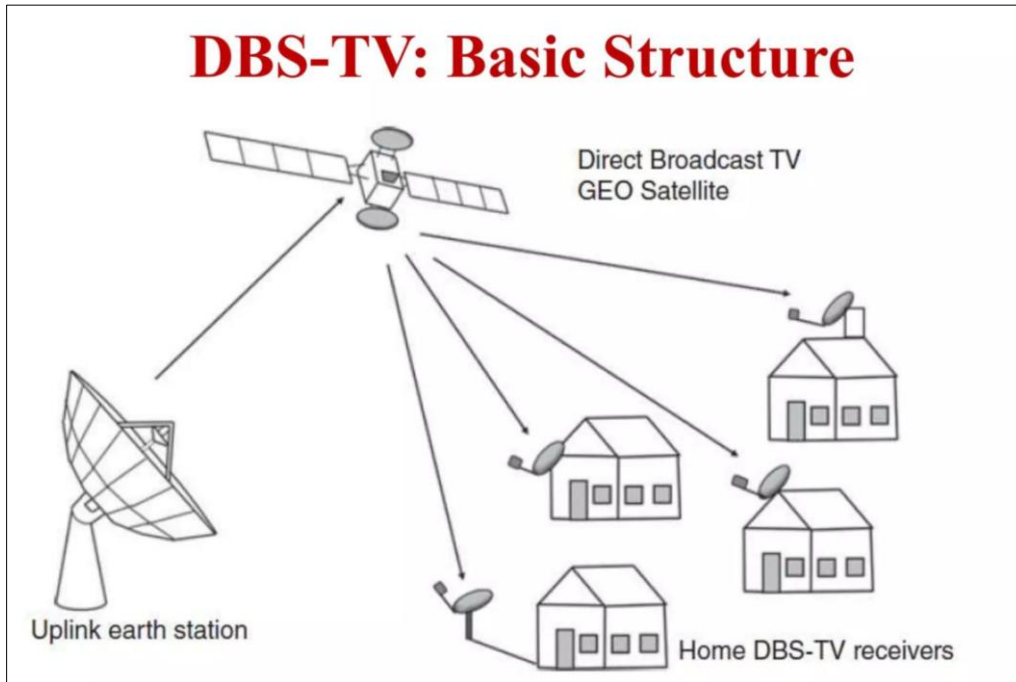 DBS-TV: Basic Structure
Direct Broadcast TV
GEO Satellite
Uplink earth station
Home DBS-TV receivers